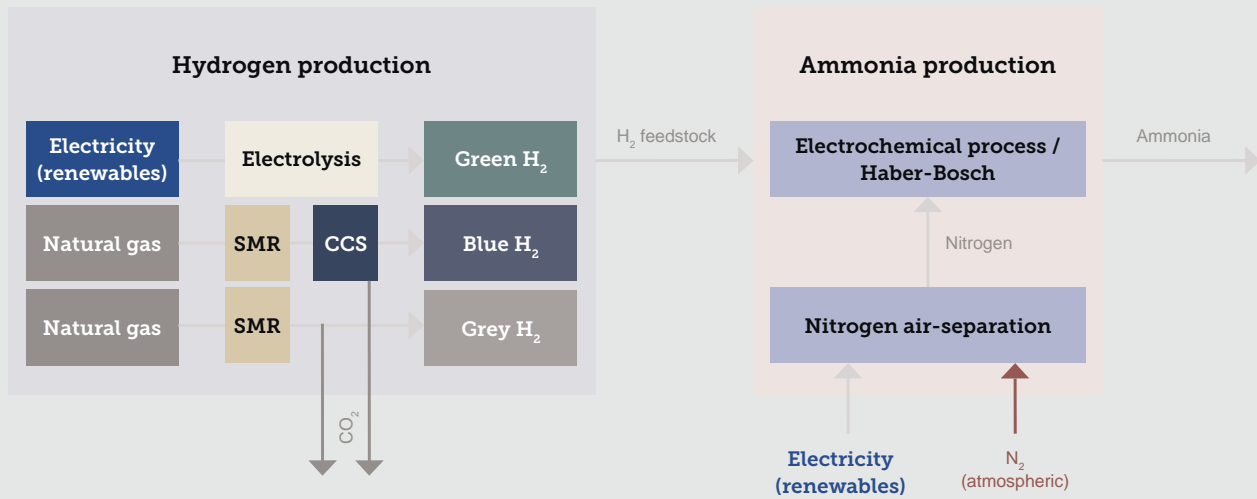 Hydrogen production
Electricity
(renewables)
Electrolysis
Green H₂
Natural gas
SMR
CCS
Blue H₂
Natural gas
SMR
Grey H₂
CO₂
H₂ feedstock
Ammonia production
Electrochemical process /
Haber-Bosch
Ammonia
Nitrogen
Nitrogen air-separation
Electricity
(renewables)
N₂
(atmospheric)